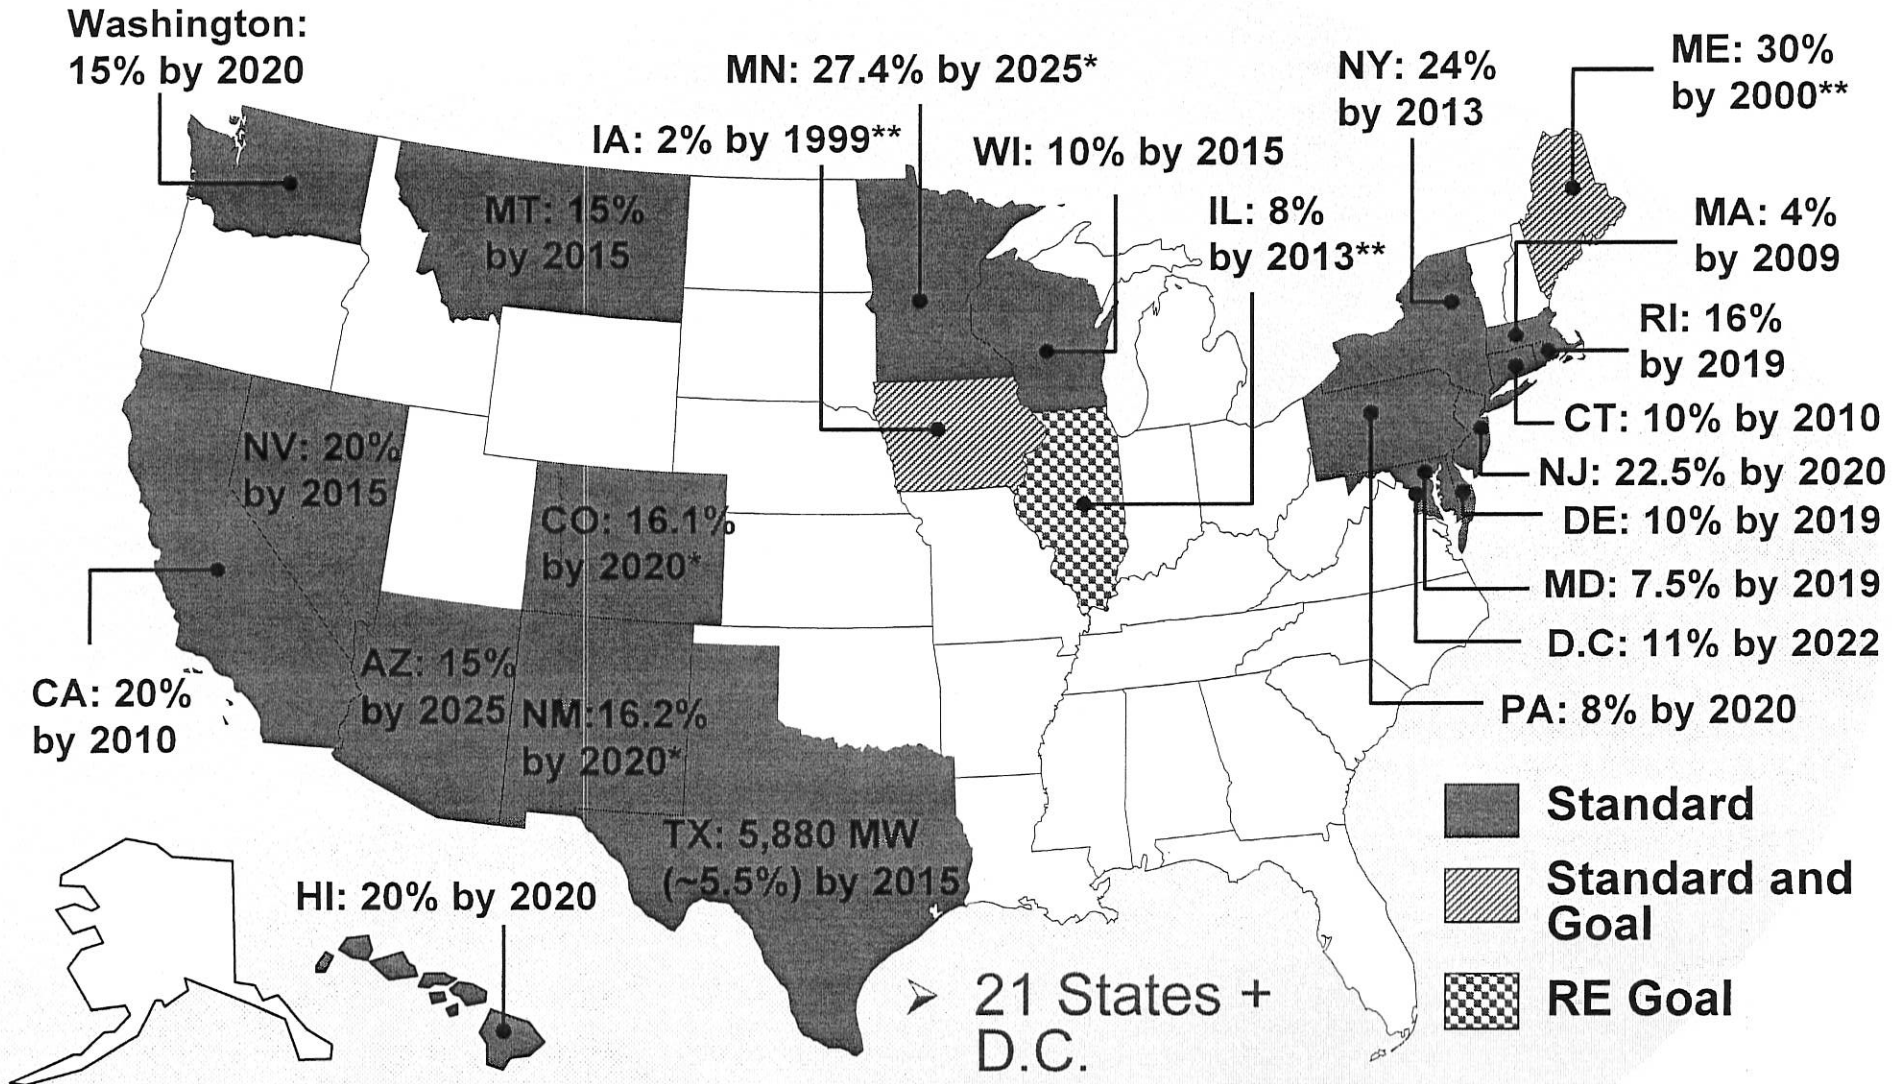 Washington:
15% by 2020
MN: 27.4% by 2025*
IA: 2% by 1999**
WI: 10% by 2015
NY: 24%
by 2013
ME: 30%
by 2000**
MT: 15%
by 2015
IL: 8%
by 2013**
MA: 4%
by 2009
RI: 16%
by 2019
CT: 10% by 2010
NV: 20%
by 2015
NJ: 22.5% by 2020
CO: 16.1%
by 2020*
DE: 10% by 2019
MD: 7.5% by 2019
D.C: 11% by 2022
CA: 20%
by 2010
AZ: 15%
by 2025
NM:16.2%
by 2020*
PA: 8% by 2020
TX: 5,880 MW
(~5.5%) by 2015
HI: 20% by 2020
Standard
Standard and
Goal
RE Goal
21 States +
D.C.